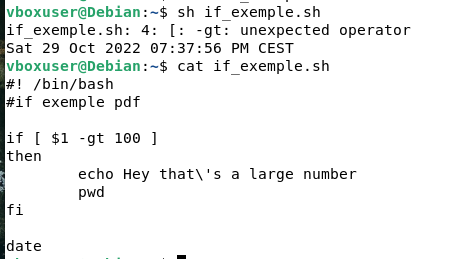 vboxuser@Debian:~$ sh if_exemple.sh
if_exemple.sh: 4: [: -gt: unexpected operator
Sat 29 Oct 2022 07:37:56 PM CEST
vboxuser@Debian:~$ cat if_exemple.sh
#! /bin/bash
#if exemple pdf
if [ $1 -gt 100 ]
then
echo Hey that\'s a large number
pwd
fi
date